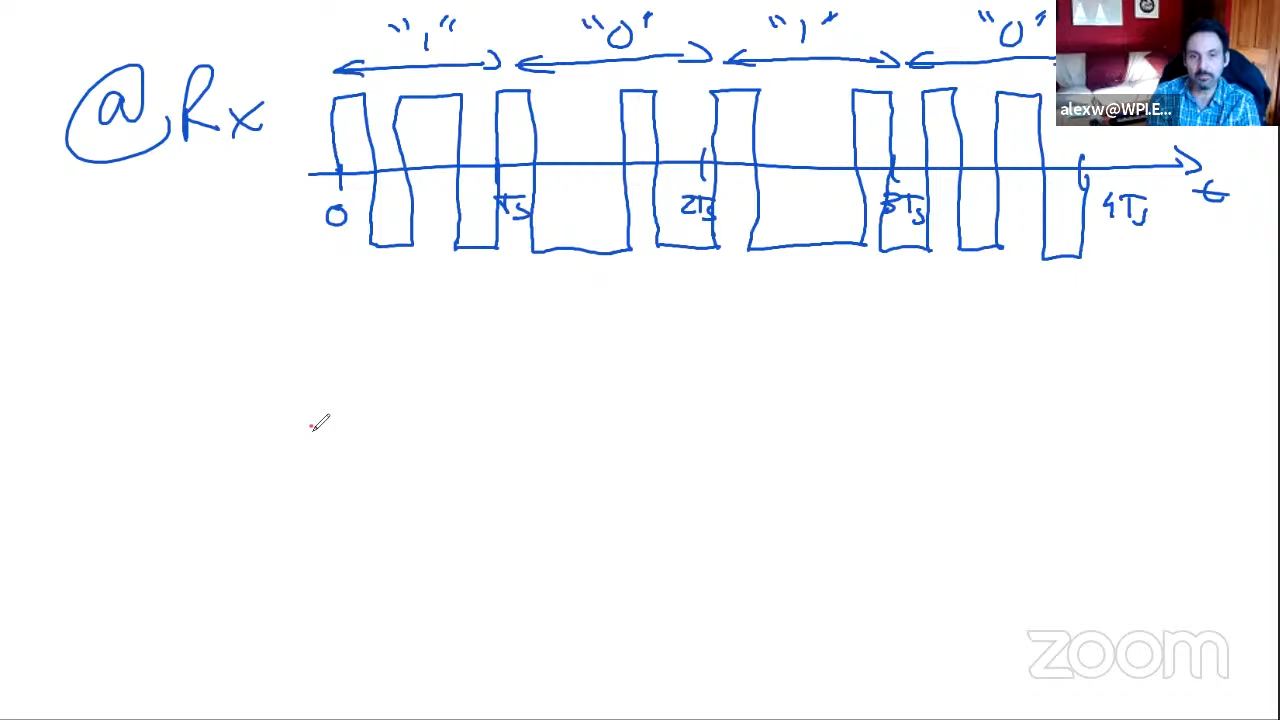 "1" "0" "1" "0"
@ Rx
alexw@WPI.E...
0 Ts 2Ts 3Ts 4Ts t
zoom